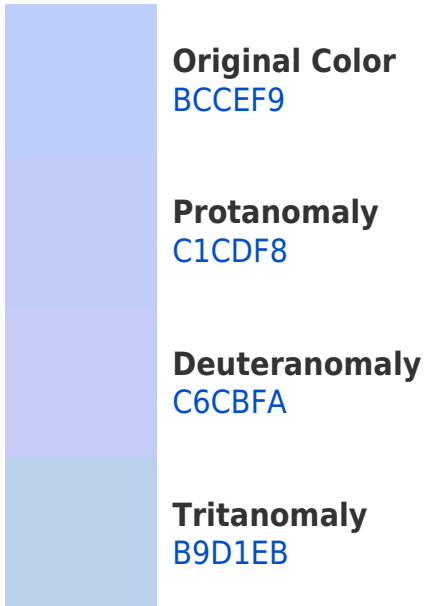 Original Color
BCCEF9
Protanomaly
C1CDF8
Deuteranomaly
C6CBFA
Tritanomaly
B9D1EB